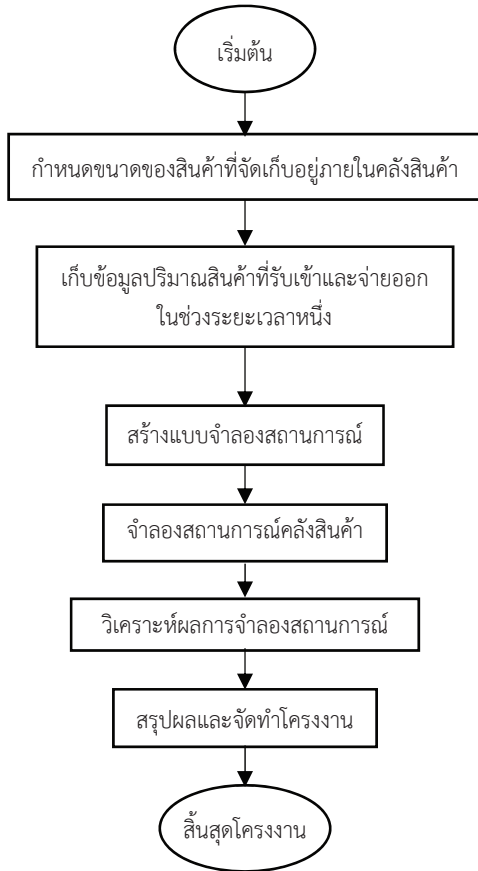 เริ่มต้น
กำหนดขนาดของสินค้าที่จัดเก็บอยู่ภายในคลังสินค้า
เก็บข้อมูลปริมาณสินค้าที่รับเข้าและจ่ายออก
ในช่วงระยะเวลาหนึ่ง
สร้างแบบจำลองสถานการณ์
จำลองสถานการณ์คลังสินค้า
วิเคราะห์ผลการจำลองสถานการณ์
สรุปผลและจัดทำโครงงาน
สิ้นสุดโครงงาน